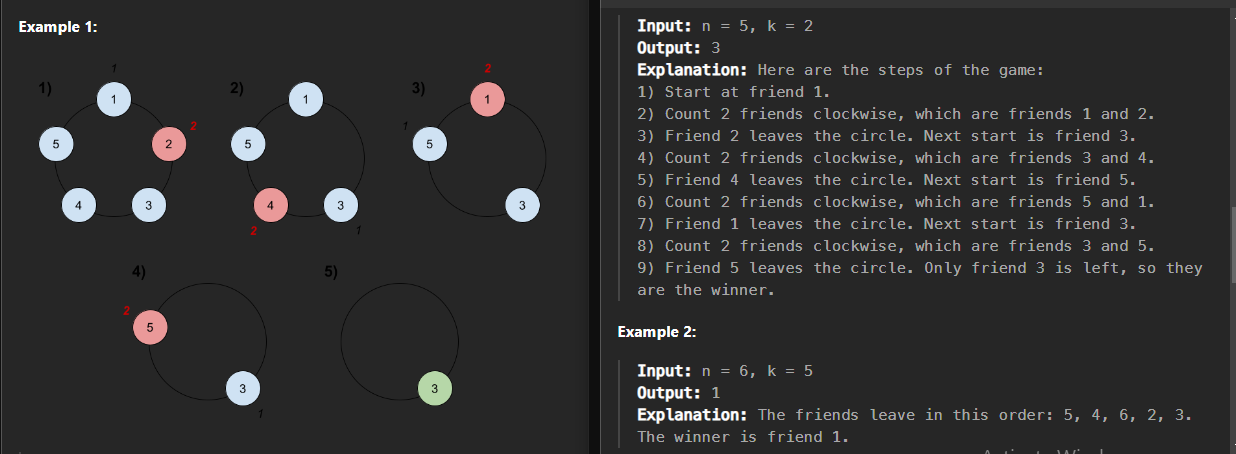 Example 1:
1)
1
1
2
2
3
4
5
2)
1
5
4
2
3
1
3)
2
1
1
5
3
4)
2
5
3
1
5)
3
Input: n = 5, k = 2
Output: 3
Explanation: Here are the steps of the game:
1) Start at friend 1.
2) Count 2 friends clockwise, which are friends 1 and 2.
3) Friend 2 leaves the circle. Next start is friend 3.
4) Count 2 friends clockwise, which are friends 3 and 4.
5) Friend 4 leaves the circle. Next start is friend 5.
6) Count 2 friends clockwise, which are friends 5 and 1.
7) Friend 1 leaves the circle. Next start is friend 3.
8) Count 2 friends clockwise, which are friends 3 and 5.
9) Friend 5 leaves the circle. Only friend 3 is left, so they
are the winner.
Example 2:
Input: n = 6, k = 5
Output: 1
Explanation: The friends leave in this order: 5, 4, 6, 2, 3.
The winner is friend 1.